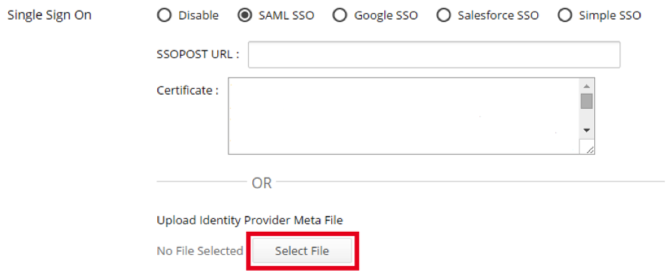 Single Sign On Disable SAML SSO Google SSO Salesforce SSO Simple SSO
SSOPOST URL :
Certificate :
OR
Upload Identity Provider Meta File
No File Selected Select File